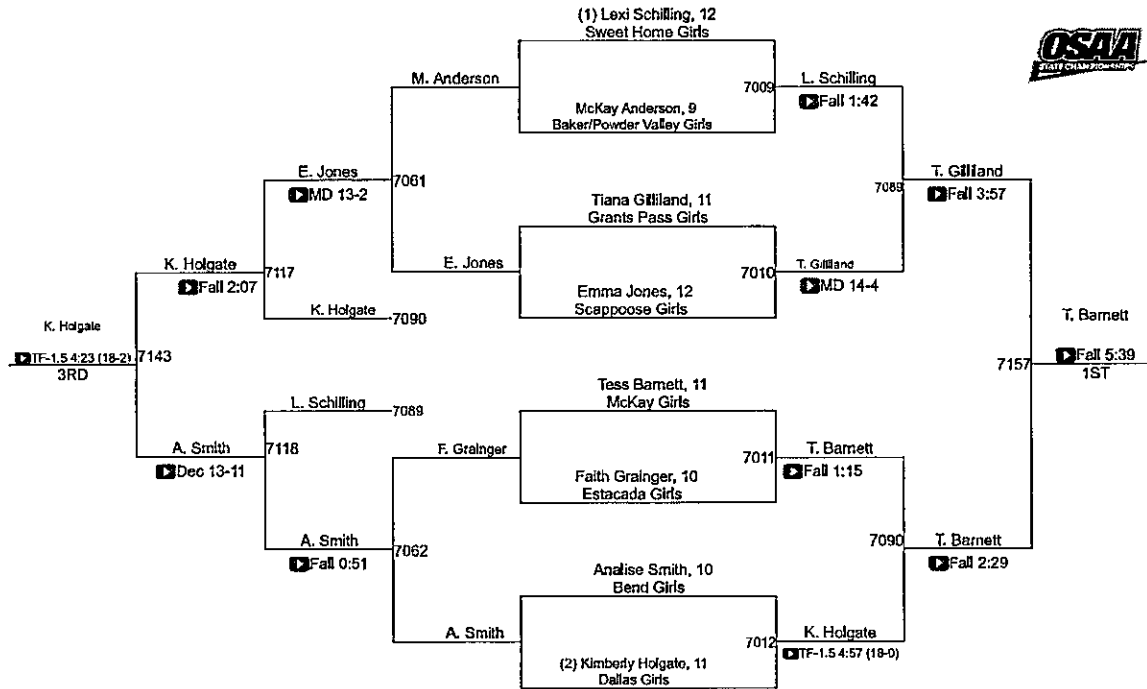 (1) Lexi Schilling, 12
Sweet Home Girls
OSAA
STATE CHAMPIONSHIPS
M. Anderson
7009
L. Schilling
Fall 1:42
McKay Anderson, 9
Baker/Powder Valley Girls
E. Jones
MD 13-2
7061
7089
T. Gilliland
Fall 3:57
Tiana Gilliland, 11
Grants Pass Girls
K. Holgate
Fall 2:07
7117
E. Jones
7010
T. Gilliland
MD 14-4
Emma Jones, 12
Scappoose Girls
K. Holgate
7090
K. Holgate
TF-1.5 4:23 (18-2)
7143
3RD
T. Barnett
7157
Fall 5:39
1ST
Tess Barnett, 11
McKay Girls
L. Schilling
7089
A. Smith
Dec 13-11
7118
F. Grainger
7011
T. Barnett
Fall 1:15
Faith Grainger, 10
Estacada Girls
A. Smith
Fall 0:51
7062
7090
T. Barnett
Fall 2:29
Analise Smith, 10
Bend Girls
A. Smith
7012
K. Holgate
TF-1.5 4:57 (18-0)
(2) Kimberly Holgate, 11
Dallas Girls